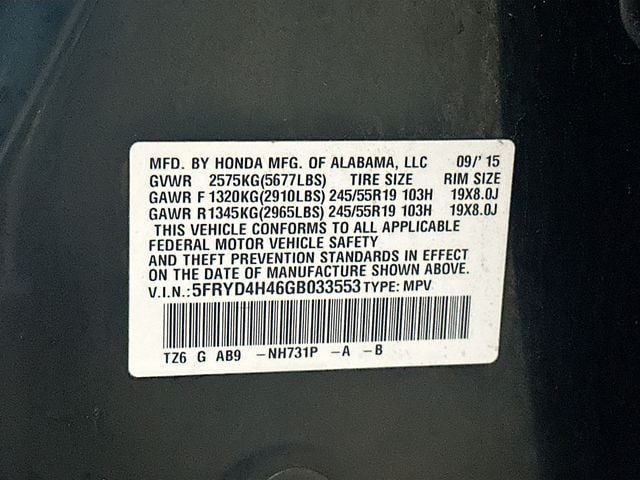 MFD. BY HONDA MFG. OF ALABAMA, LLC 09/'15
GVWR 2575KG(5677LBS) TIRE SIZE RIM SIZE
GAWR F 1320KG(2910LBS) 245/55R19 103H 19X8.0J
GAWR R1345KG(2965LBS) 245/55R19 103H 19X8.0J
THIS VEHICLE CONFORMS TO ALL APPLICABLE
FEDERAL MOTOR VEHICLE SAFETY
AND THEFT PREVENTION STANDARDS IN EFFECT
ON THE DATE OF MANUFACTURE SHOWN ABOVE.
V.I.N.: 5FRYD4H46GB033553 TYPE: MPV
TZ6 G AB9 -NH731P -A -B